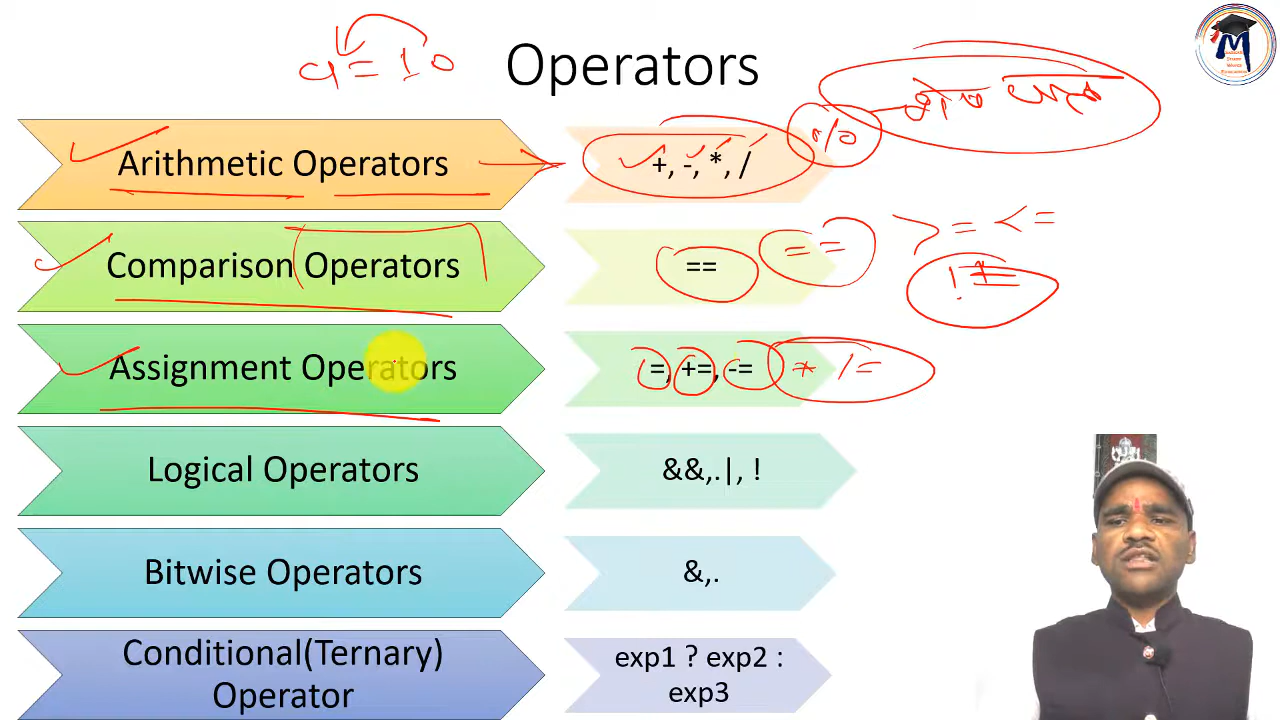 a = 10
Operators
Arithmetic Operators
+, -, *, /
%
Comparison Operators
==
==
>= <=
!=
Assignment Operators
=, +=, -=
* /=
Logical Operators
&&,.|, !
Bitwise Operators
&,.
Conditional(Ternary)
Operator
exp1 ? exp2 :
exp3